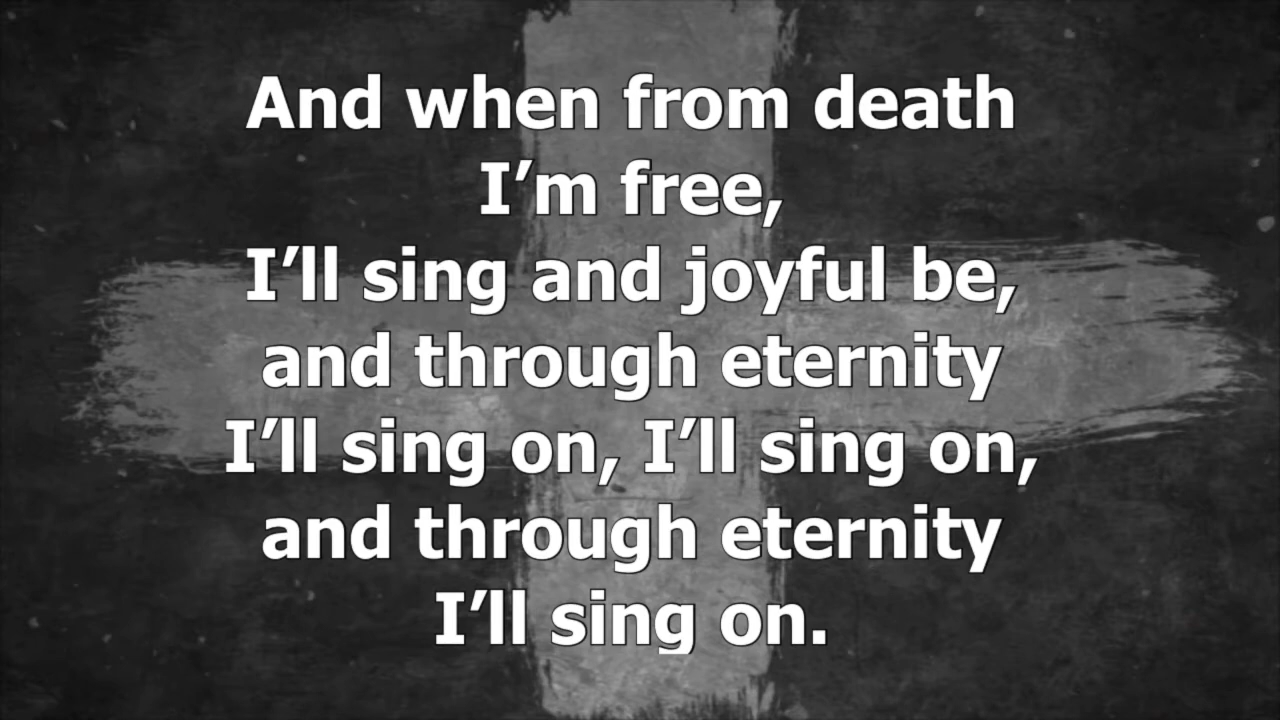 And when from death
I’m free,
I’ll sing and joyful be,
and through eternity
I’ll sing on, I’ll sing on,
and through eternity
I’ll sing on.